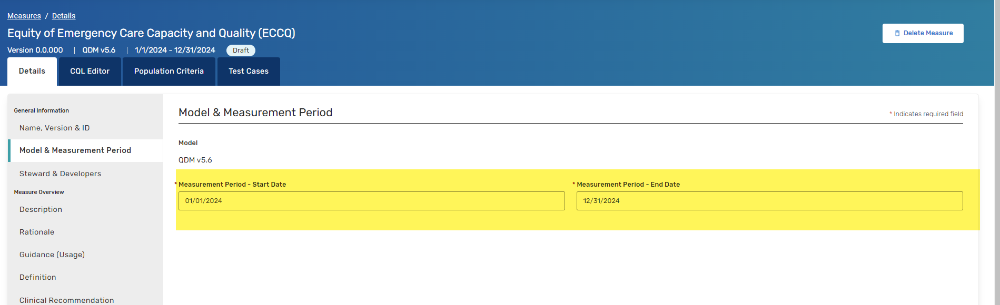 Measures / Details
Equity of Emergency Care Capacity and Quality (ECCQ)
Delete Measure
Version 0.0.000 | QDM v5.6 | 1/1/2024 - 12/31/2024 Draft
Details CQL Editor Population Criteria Test Cases
General Information
Name, Version & ID
Model & Measurement Period
Steward & Developers
Measure Overview
Description
Rationale
Guidance (Usage)
Definition
Clinical Recommendation
Model & Measurement Period
* Indicates required field
Model
QDM v5.6
* Measurement Period - Start Date
01/01/2024
* Measurement Period - End Date
12/31/2024